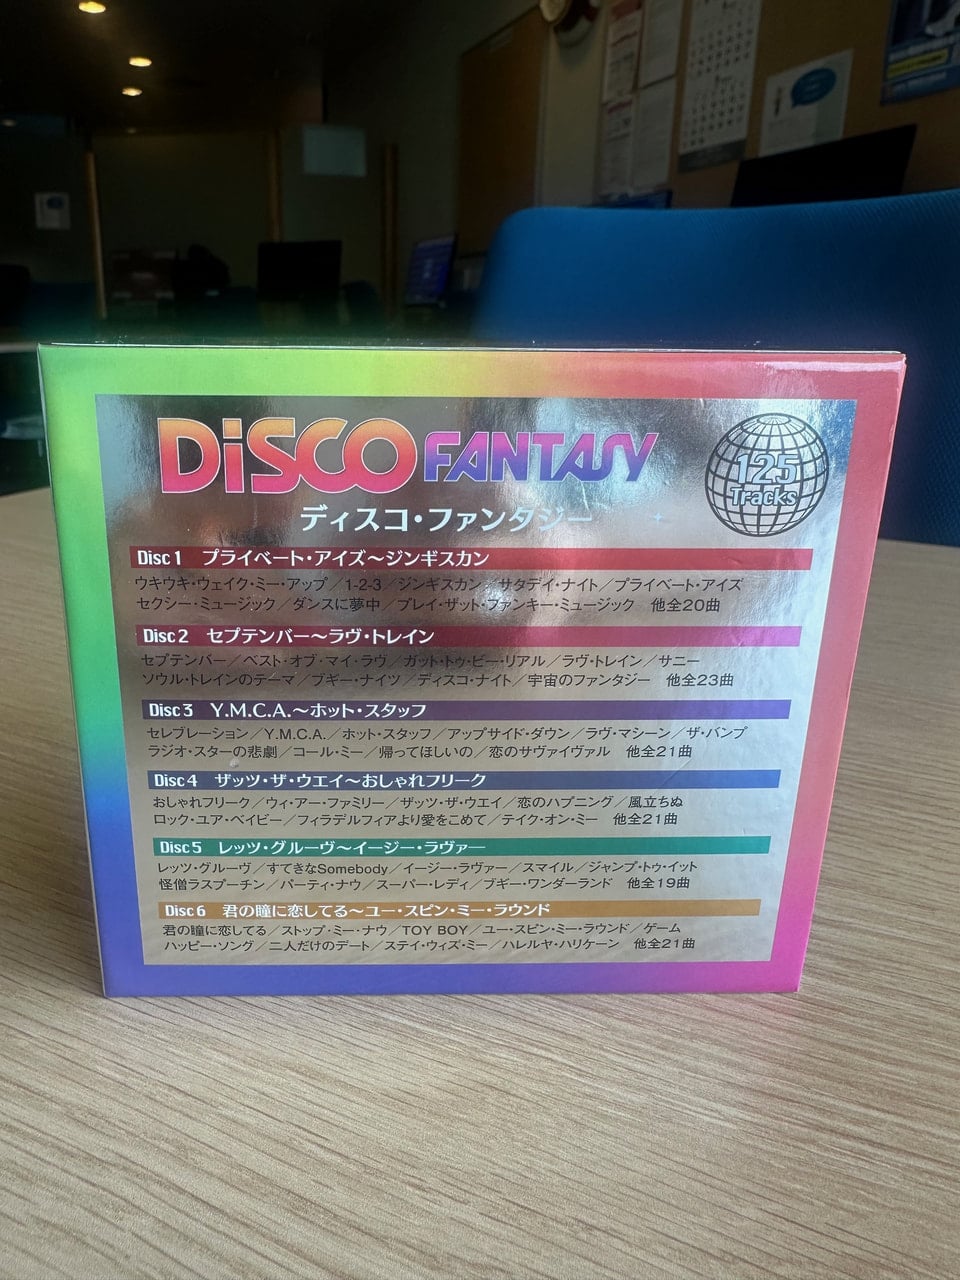 DiSCO FANTASY
125
Tracks
ディスコ・ファンタジー
Disc 1 プライベート・アイズ～ジンギスカン
ウキウキ・ウェイク・ミー・アップ／1-2-3／ジンギスカン／サタデイ・ナイト／プライベート・アイズ
セクシー・ミュージック／ダンスに夢中／プレイ・ザット・ファンキー・ミュージック 他全20曲
Disc 2 セプテンバー～ラヴ・トレイン
セプテンバー／ベスト・オブ・マイ・ラヴ／ガット・トゥ・ビー・リアル／ラヴ・トレイン／サニー
ソウル・トレインのテーマ／ブギー・ナイツ／ディスコ・ナイト／宇宙のファンタジー 他全23曲
Disc 3 Y.M.C.A.～ホット・スタッフ
セレブレーション／Y.M.C.A.／ホット・スタッフ／アップサイド・ダウン／ラヴ・マシーン／ザ・バンプ
ラジオ・スターの悲劇／コール・ミー／帰ってほしいの／恋のサヴァイヴァル 他全21曲
Disc 4 ザッツ・ザ・ウエイ～おしゃれフリーク
おしゃれフリーク／ウィ・アー・ファミリー／ザッツ・ザ・ウエイ／恋のハプニング／風立ちぬ
ロック・ユア・ベイビー／フィラデルフィアより愛をこめて／テイク・オン・ミー 他全21曲
Disc 5 レッツ・グルーヴ～イージー・ラヴァー
レッツ・グルーヴ／すてきなSomebody／イージー・ラヴァー／スマイル／ジャンプ・トゥ・イット
怪僧ラスプーチン／パーティ・ナウ／スーパー・レディ／ブギー・ワンダーランド 他全19曲
Disc 6 君の瞳に恋してる～ユー・スピン・ミー・ラウンド
君の瞳に恋してる／ストップ・ミー・ナウ／TOY BOY／ユー・スピン・ミー・ラウンド／ゲーム
ハッピー・ソング／二人だけのデート／ステイ・ウィズ・ミー／ハレルヤ・ハリケーン 他全21曲